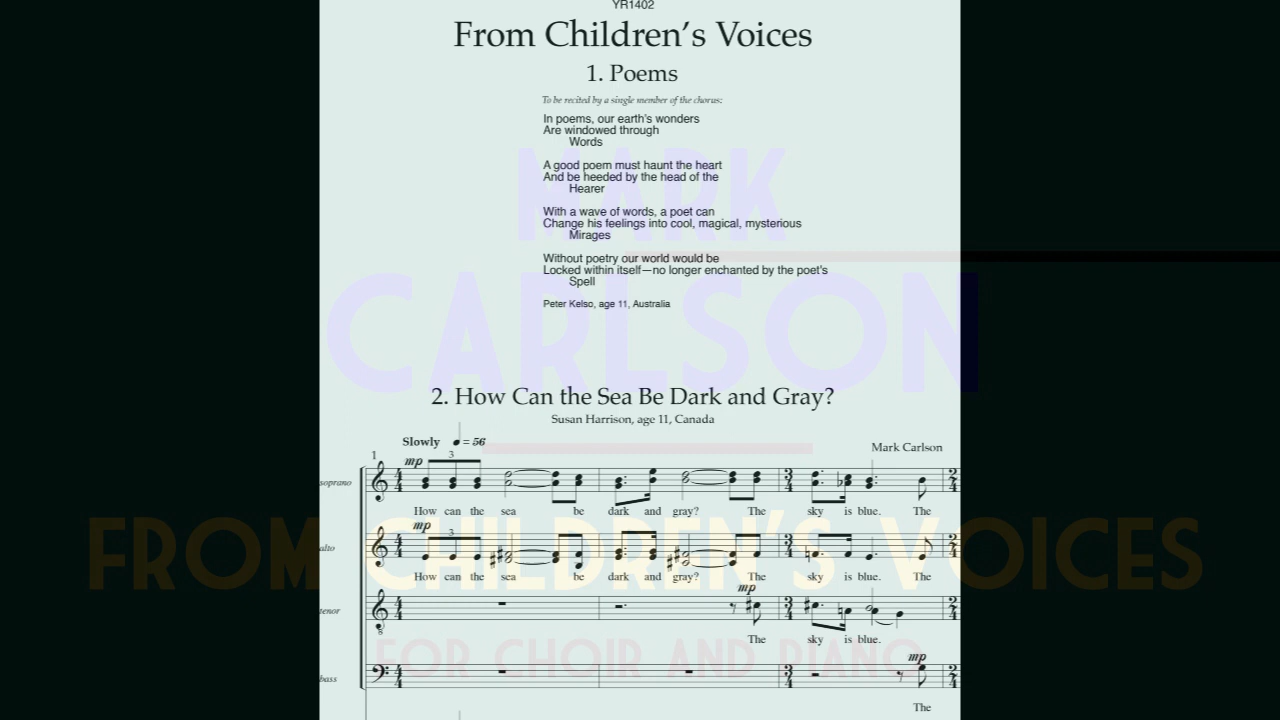 YR1402
From Children's Voices
1. Poems
To be recited by a single member of the chorus:
In poems, our earth's wonders
Are windowed through
Words
A good poem must haunt the heart
And be heeded by the head of the
Hearer
With a wave of words, a poet can
Change his feelings into cool, magical, mysterious
Mirages
Without poetry our world would be
Locked within itself—no longer enchanted by the poet's
Spell
Peter Kelso, age 11, Australia
MARK
CARLSON
2. How Can the Sea Be Dark and Gray?
Susan Harrison, age 11, Canada
Slowly ♩ = 56
Mark Carlson
1
mp 3
soprano
How can the sea be dark and gray? The sky is blue. The
FROM CHILDREN'S VOICES
mp
3
alto
How can the sea be dark and gray? The sky is blue. The
mp
tenor
The sky is blue.
FOR CHOIR AND PIANO
mp
bass
The